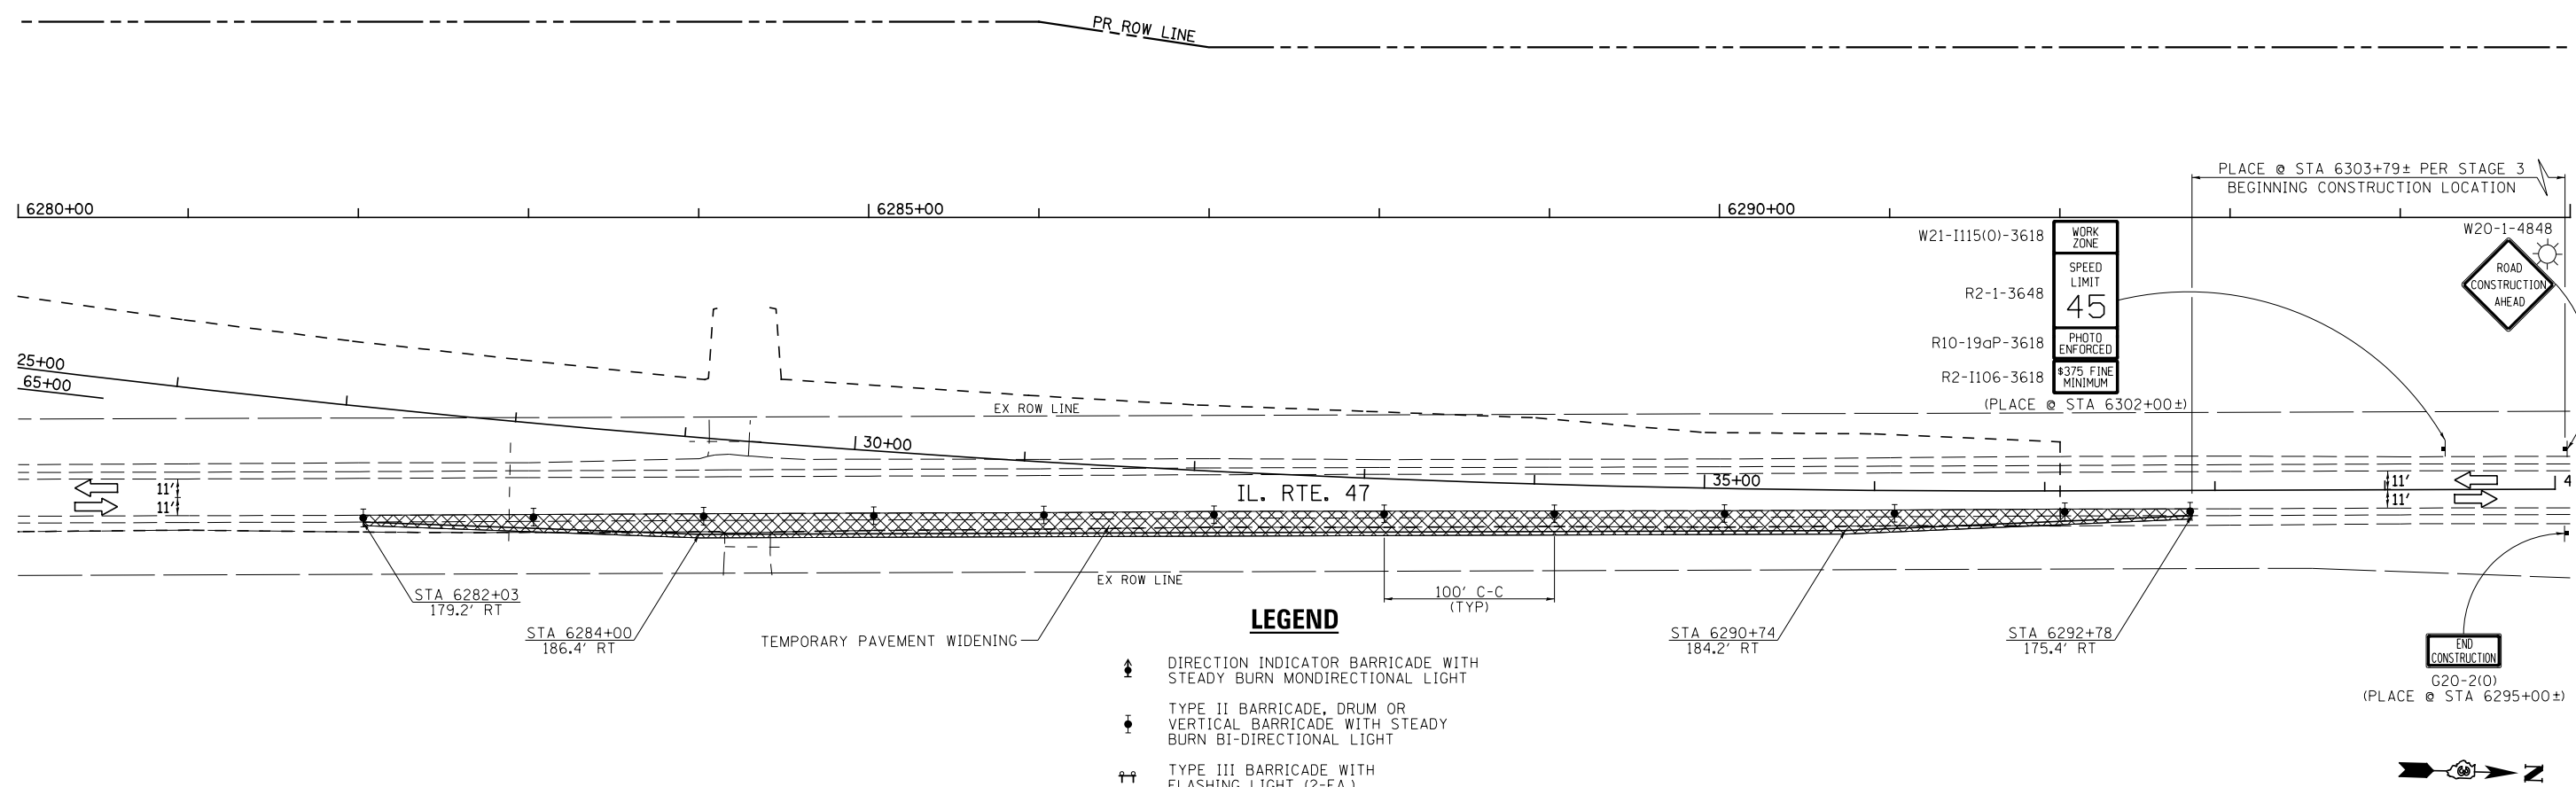 PR ROW LINE
PLACE @ STA 6303+79± PER STAGE 3
BEGINNING CONSTRUCTION LOCATION
6280+00
6285+00
6290+00
W21-I115(O)-3618
WORK
ZONE
R2-1-3648
SPEED
LIMIT
45
R10-19aP-3618
PHOTO
ENFORCED
R2-I106-3618
$375 FINE
MINIMUM
(PLACE @ STA 6302+00±)
W20-1-4848
ROAD
CONSTRUCTION
AHEAD
25+00
65+00
EX ROW LINE
30+00
35+00
4
IL. RTE. 47
11'
11'
11'
11'
EX ROW LINE
STA 6282+03
179.2' RT
STA 6284+00
186.4' RT
TEMPORARY PAVEMENT WIDENING
100' C-C
(TYP)
STA 6290+74
184.2' RT
STA 6292+78
175.4' RT
END
CONSTRUCTION
G20-2(O)
(PLACE @ STA 6295+00±)
LEGEND
DIRECTION INDICATOR BARRICADE WITH
STEADY BURN MONDIRECTIONAL LIGHT
TYPE II BARRICADE, DRUM OR
VERTICAL BARRICADE WITH STEADY
BURN BI-DIRECTIONAL LIGHT
TYPE III BARRICADE WITH
FLASHING LIGHT (2-EA.)
N